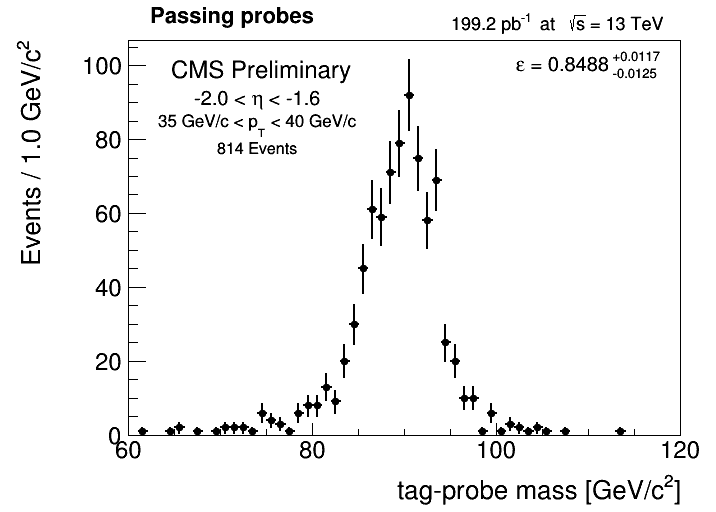 Passing probes
199.2 pb⁻¹ at √s = 13 TeV
CMS Preliminary
-2.0 < η < -1.6
35 GeV/c < p_T < 40 GeV/c
814 Events
ε = 0.8488 +0.0117 -0.0125
Events / 1.0 GeV/c²
100
80
60
40
20
0
60 80 100 120
tag-probe mass [GeV/c²]